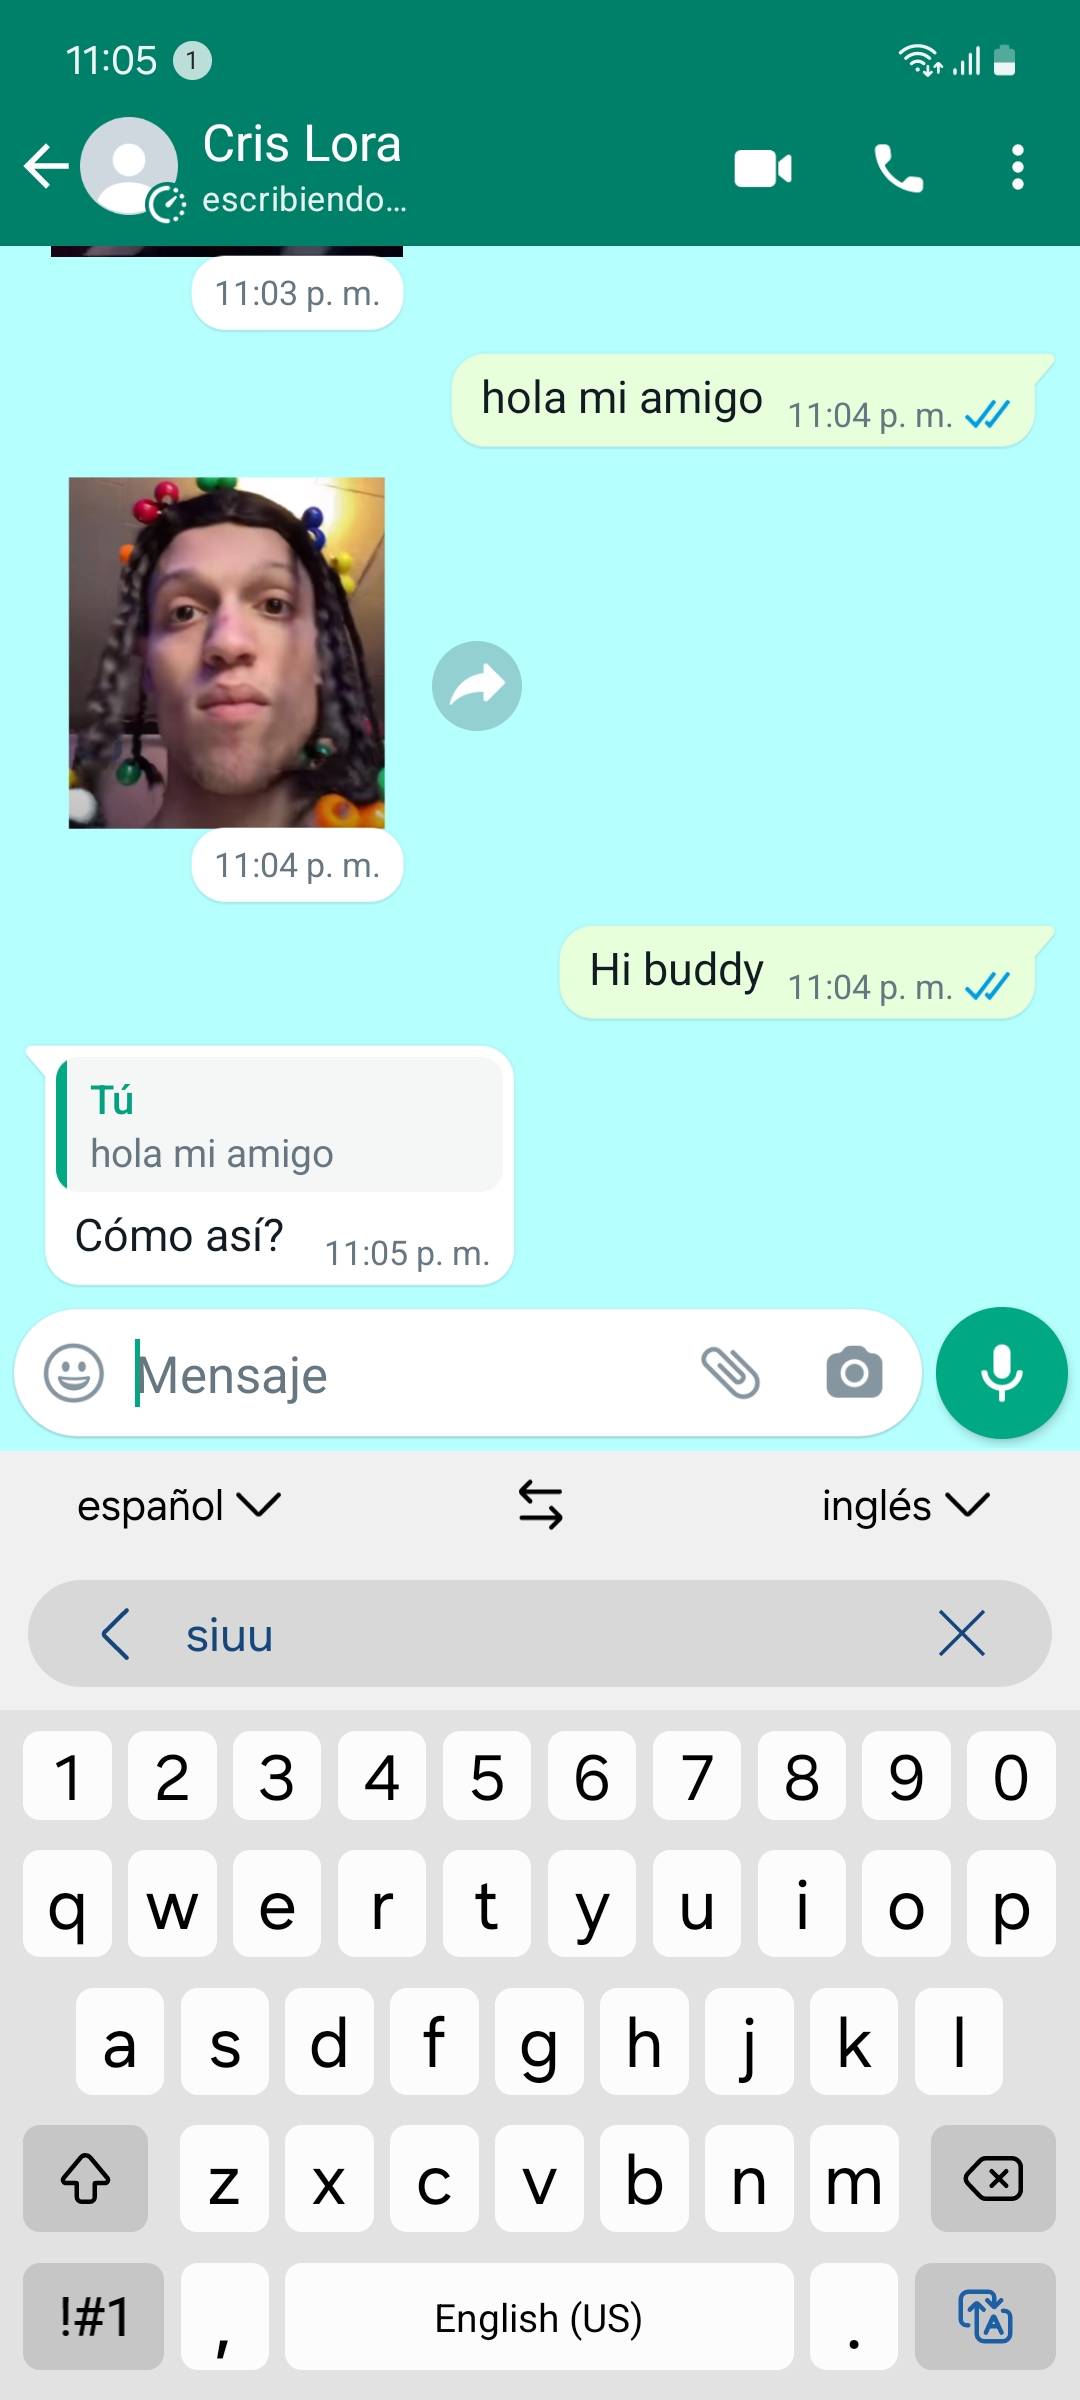 11:05 1
Cris Lora
escribiendo...
11:03 p. m.
hola mi amigo 11:04 p. m.
11:04 p. m.
Hi buddy 11:04 p. m.
Tú
hola mi amigo
Cómo así? 11:05 p. m.
Mensaje
español inglés
siuu
1 2 3 4 5 6 7 8 9 0
q w e r t y u i o p
a s d f g h j k l
z x c v b n m
!#1 , English (US) .